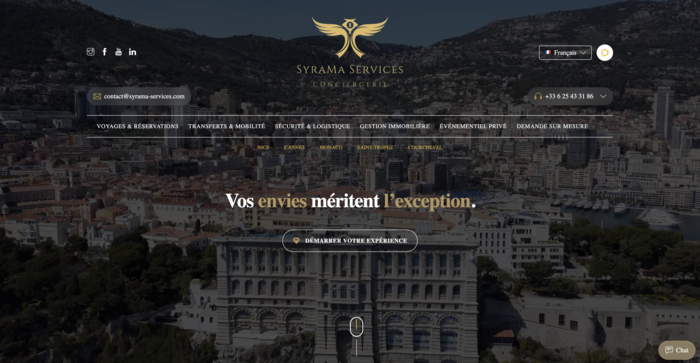 SYRAMA SERVICES
CONCIERGERIE
Français
contact@syrama-services.com
+33 6 25 43 31 86
VOYAGES & RÉSERVATIONS TRANSPORTS & MOBILITÉ SÉCURITÉ & LOGISTIQUE GESTION IMMOBILIÈRE ÉVÉNEMENTIEL PRIVÉ DEMANDE SUR MESURE
NICE CANNES MONACO SAINT-TROPEZ COURCHEVEL
Vos envies méritent l'exception.
DÉMARRER VOTRE EXPÉRIENCE
Chat